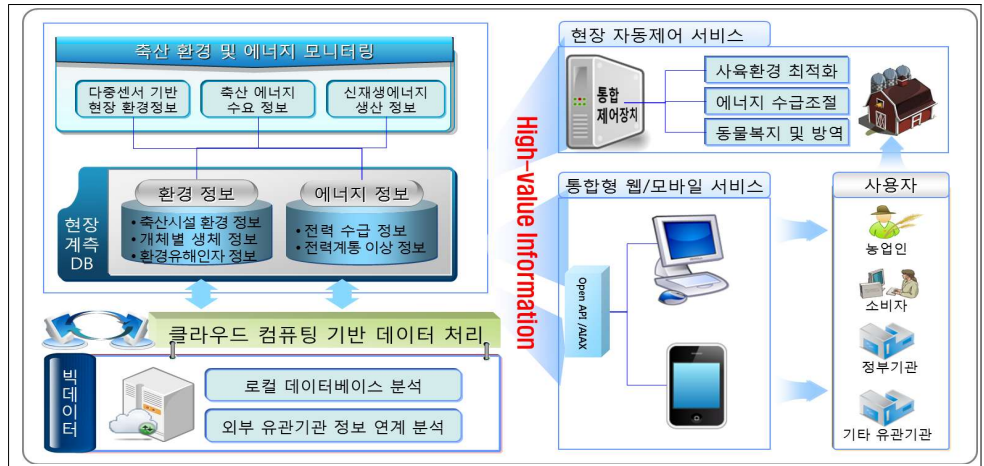 축산 환경 및 에너지 모니터링
다중센서 기반
현장 환경정보
축산 에너지
수요 정보
신재생에너지
생산 정보
현장
계측
DB
환경 정보
• 축산시설 환경 정보
• 개체별 생체 정보
• 환경유해인자 정보
에너지 정보
• 전력 수급 정보
• 전력계통 이상 정보
클라우드 컴퓨팅 기반 데이터 처리
빅데이터
로컬 데이터베이스 분석
외부 유관기관 정보 연계 분석
High-value Information
현장 자동제어 서비스
통합
제어장치
사육환경 최적화
에너지 수급조절
동물복지 및 방역
통합형 웹/모바일 서비스
Open API /AIAX
사용자
농업인
소비자
정부기관
기타 유관기관